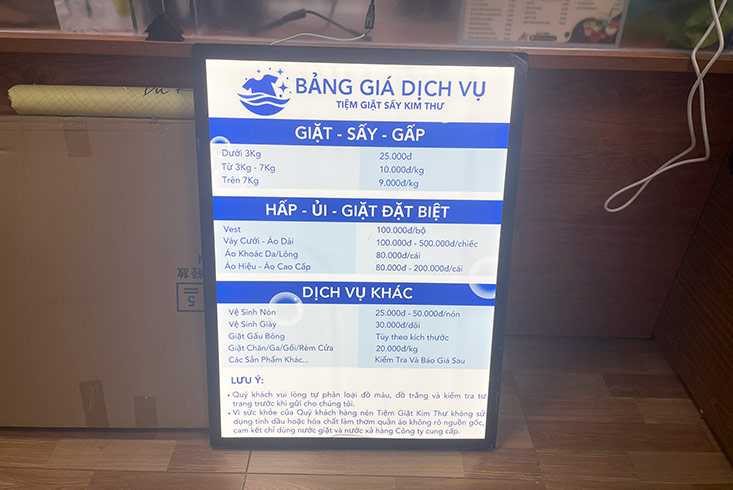 BẢNG GIÁ DỊCH VỤ
TIỆM GIẶT SẤY KIM THƯ
GIẶT - SẤY - GẤP
Dưới 3Kg 25.000đ
Từ 3Kg - 7Kg 10.000đ/kg
Trên 7Kg 9.000đ/kg
HẤP - ỦI - GIẶT ĐẶT BIỆT
Vest 100.000đ/bộ
Váy Cưới - Áo Dài 100.000đ - 500.000đ/chiếc
Áo Khoác Da/Lông 80.000đ/cái
Áo Hiệu - Áo Cao Cấp 80.000đ - 200.000đ/cái
DỊCH VỤ KHÁC
Vệ Sinh Nón 25.000đ - 50.000đ/nón
Vệ Sinh Giày 30.000đ/đôi
Giặt Gấu Bông Tùy theo kích thước
Giặt Chăn/Ga/Gối/Rèm Cửa 20.000đ/kg
Các Sản Phẩm Khác... Kiểm Tra Và Báo Giá Sau
LƯU Ý:
• Quý khách vui lòng tự phân loại đồ màu, đồ trắng và kiểm tra tư
trang trước khi gửi cho chúng tôi.
• Vì sức khỏe của Quý khách hàng nên Tiệm Giặt Kim Thư không sử
dụng tinh dầu hoặc hóa chất làm thơm quần áo không rõ nguồn gốc,
cam kết chỉ dùng nước giặt và nước xả hàng Công ty cung cấp.
5